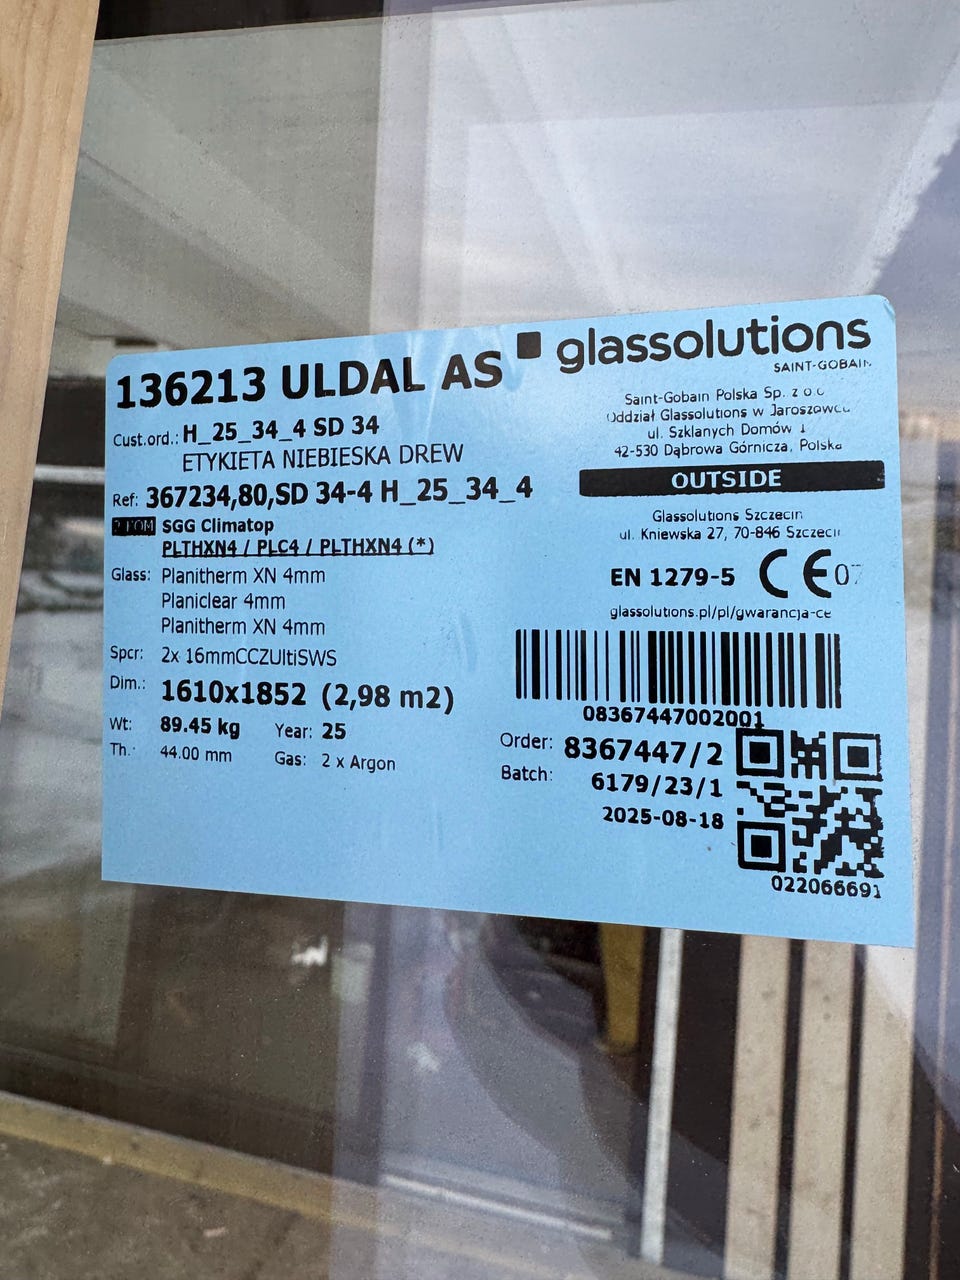 136213 ULDAL AS
glassolutions
SAINT-GOBAIN
Cust.ord.: H_25_34_4 SD 34
ETYKIETA NIEBIESKA DREW
Ref: 367234,80,SD 34-4 H_25_34_4
2 KOM SGG Climatop
PLTHXN4 / PLC4 / PLTHXN4 (*)
Glass: Planitherm XN 4mm
Planiclear 4mm
Planitherm XN 4mm
Spcr: 2x 16mmCCZUltiSWS
Dim.: 1610x1852 (2,98 m2)
Wt: 89.45 kg Year: 25
Th.: 44.00 mm Gas: 2 x Argon
Saint-Gobain Polska Sp. z o.o
Oddział Glassolutions w
ul. Szklanych Domów 1
42-530 Dąbrowa Górnicza, Polska
OUTSIDE
Glassolutions Szczecin
ul. Kniewska 27, 70-846 Szczecin
EN 1279-5 CE 07
glassolutions.pl/pl/gwarancja-ce
08367447002001
Order: 8367447/2
Batch: 6179/23/1
2025-08-18
022066691